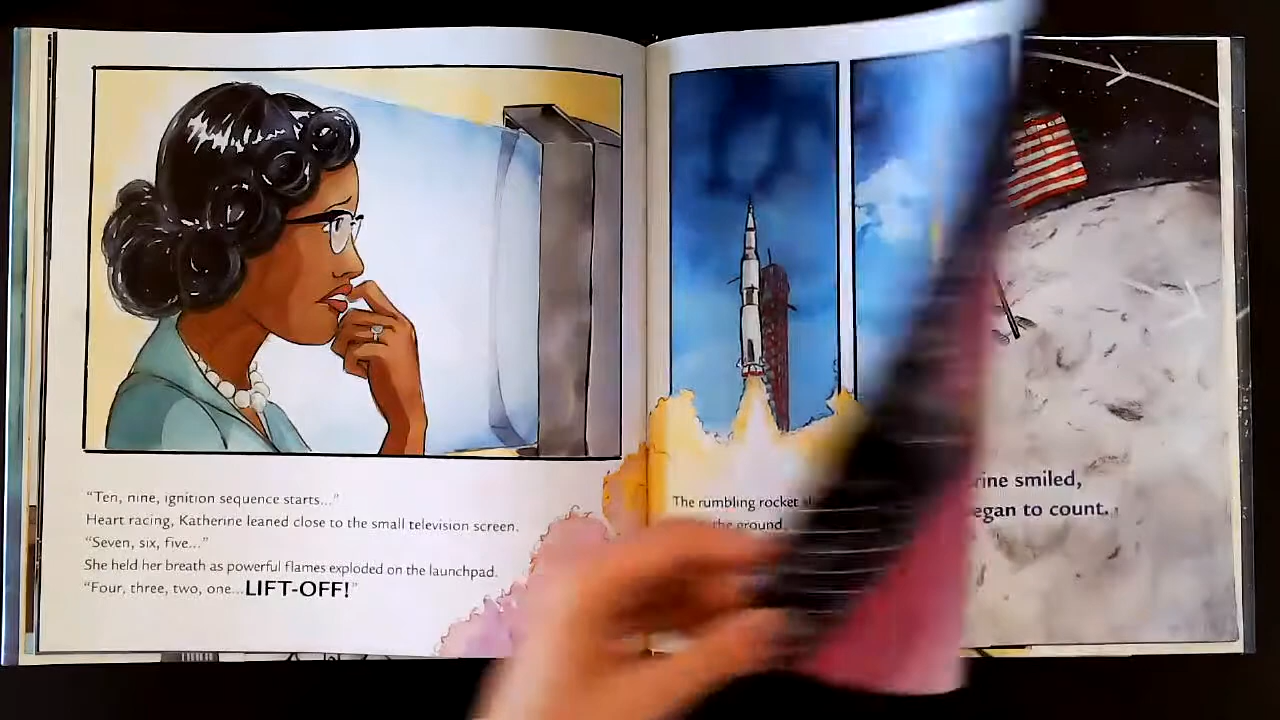 “Ten, nine, ignition sequence starts...”
Heart racing, Katherine leaned close to the small television screen.
“Seven, six, five...”
She held her breath as powerful flames exploded on the launchpad.
“Four, three, two, one...LIFT-OFF!”
The rumbling rocket
the ground
smiled,
to count.